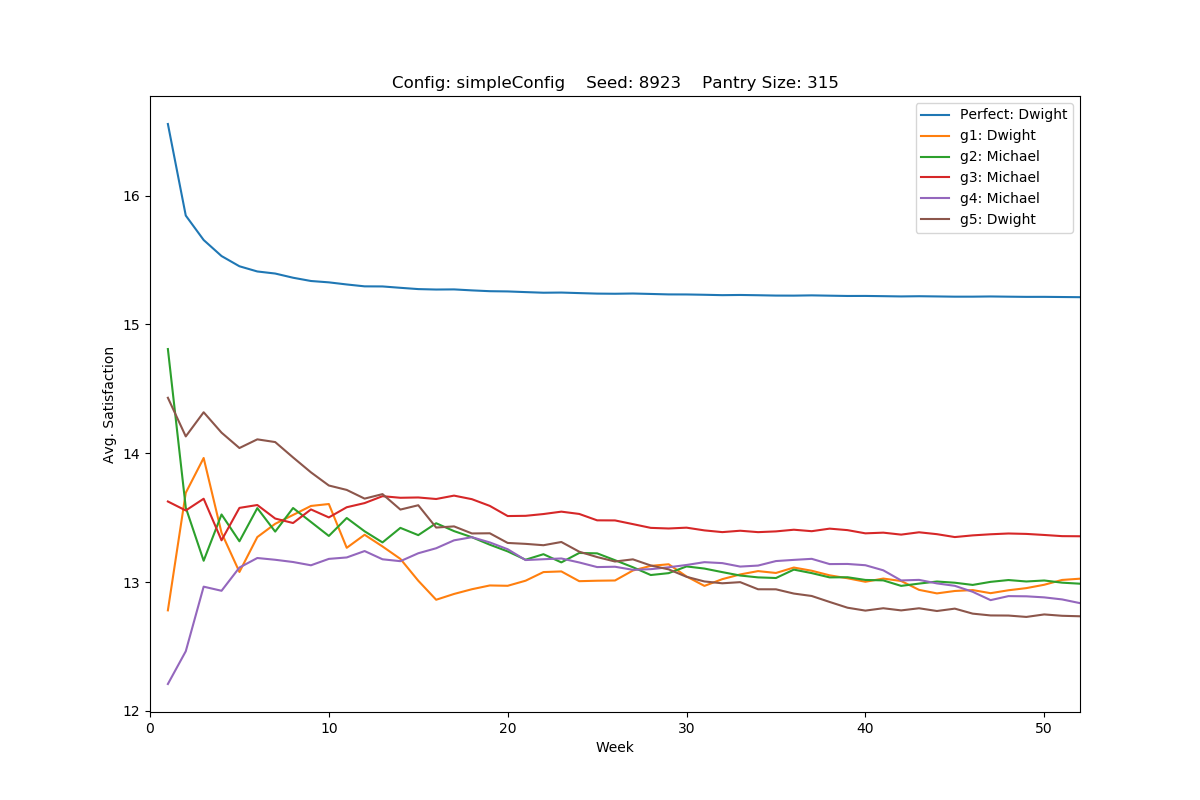 Config: simpleConfig    Seed: 8923    Pantry Size: 315
Perfect: Dwight
g1: Dwight
g2: Michael
g3: Michael
g4: Michael
g5: Dwight
Avg. Satisfaction
16
15
14
13
12
0 10 20 30 40 50
Week